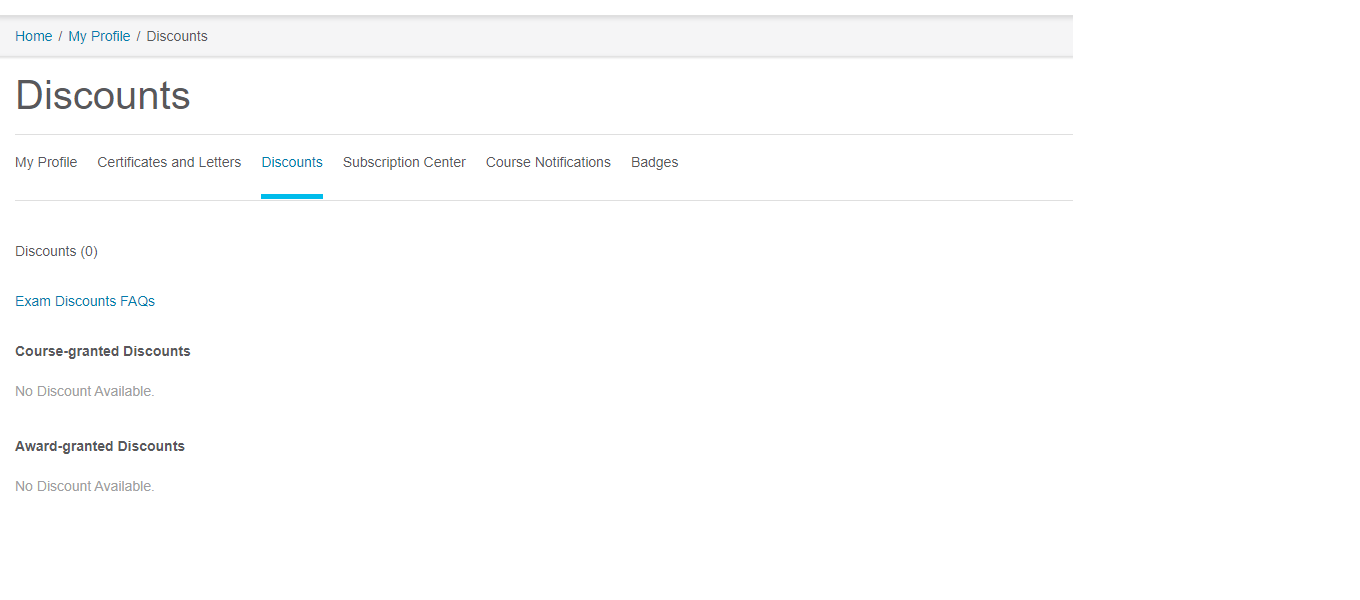 Home / My Profile / Discounts
Discounts
My Profile Certificates and Letters Discounts Subscription Center Course Notifications Badges
Discounts (0)
Exam Discounts FAQs
Course-granted Discounts
No Discount Available.
Award-granted Discounts
No Discount Available.